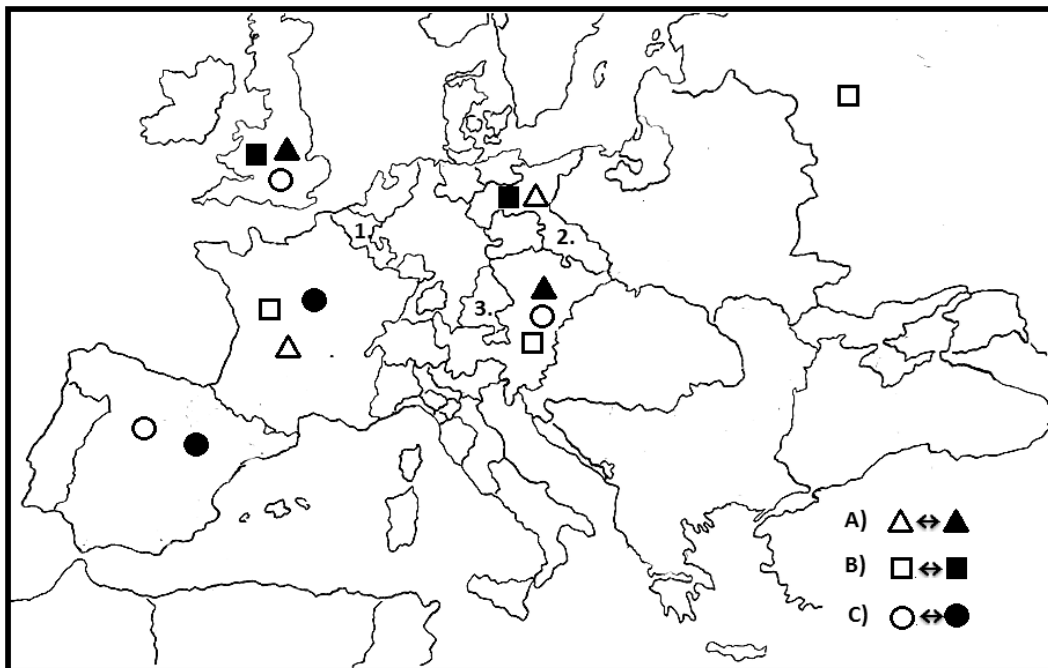 1.
2.
3.
A) △ ↔ ▲
B) □ ↔ ■
C) ○ ↔ ●